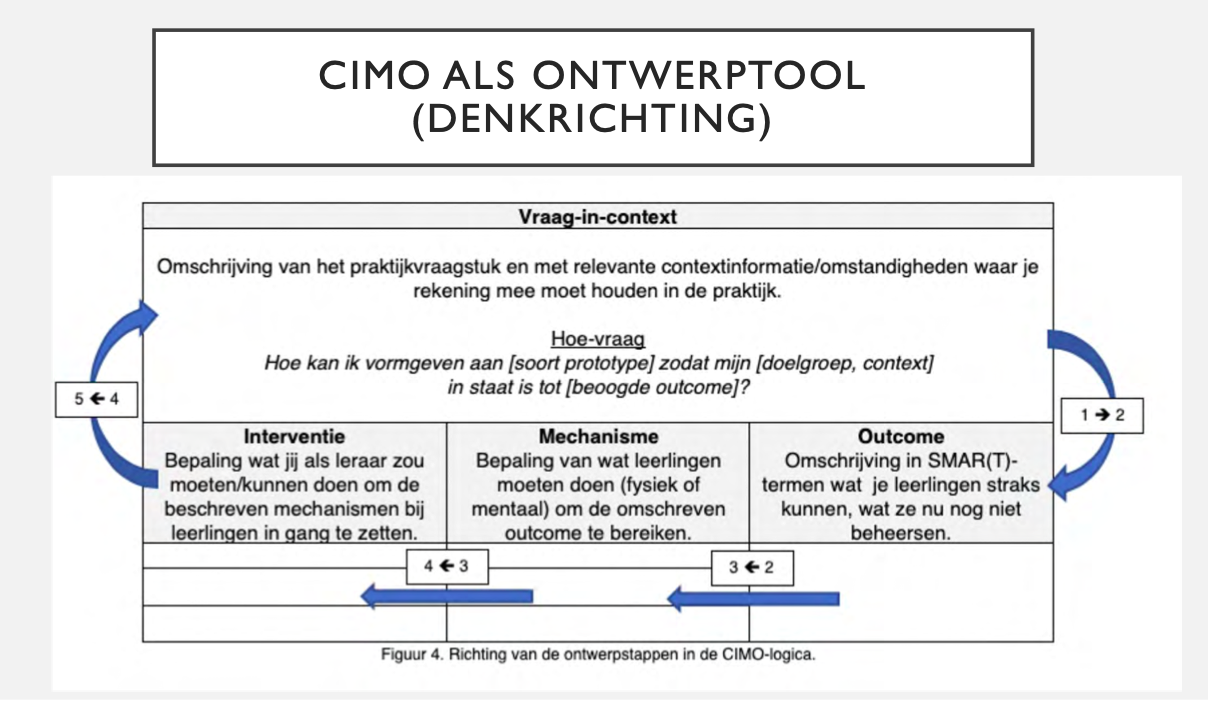 CIMO ALS ONTWERPTOOL
(DENKRICHTING)
Vraag-in-context
Omschrijving van het praktijkvraagstuk en met relevante contextinformatie/omstandigheden waar je
rekening mee moet houden in de praktijk.
Hoe-vraag
Hoe kan ik vormgeven aan [soort prototype] zodat mijn [doelgroep, context]
in staat is tot [beoogde outcome]?
5 🡸 4
1 🡺 2
Interventie
Bepaling wat jij als leraar zou
moeten/kunnen doen om de
beschreven mechanismen bij
leerlingen in gang te zetten.
Mechanisme
Bepaling van wat leerlingen
moeten doen (fysiek of
mentaal) om de omschreven
outcome te bereiken.
Outcome
Omschrijving in SMAR(T)-
termen wat je leerlingen straks
kunnen, wat ze nu nog niet
beheersen.
4 🡸 3
3 🡸 2
Figuur 4. Richting van de ontwerpstappen in de CIMO-logica.